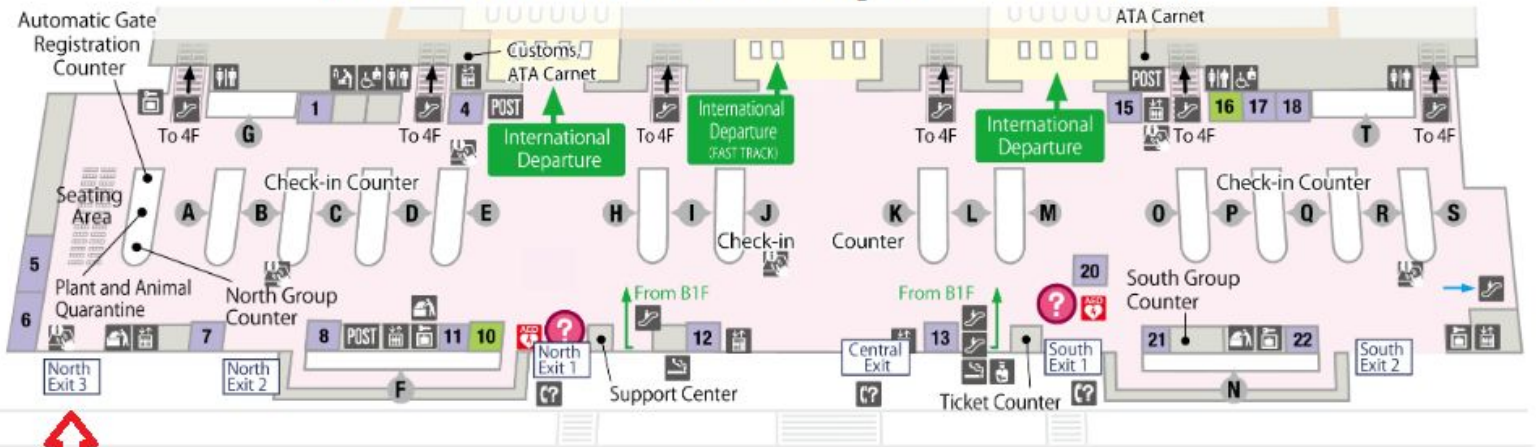 Automatic Gate
Registration
Counter
Customs,
ATA Carnet
ATA Carnet
POST
15
16
17
18
1
4
POST
To 4F
G
To 4F
International
Departure
To 4F
International
Departure
(FAST TRACK)
To 4F
International
Departure
To 4F
T
To 4F
Seating
Area
Check-in Counter
Check-in Counter
A
B
C
D
E
H
I
J
K
L
M
O
P
Q
R
S
Check-in
Counter
5
6
Plant and Animal
Quarantine
North Group
Counter
From B1F
From B1F
20
AED
South Group
Counter
7
8
POST
11
10
AED
?
12
13
?
21
22
North
Exit 3
North
Exit 2
North
Exit 1
Central
Exit
South
Exit 1
South
Exit 2
F
?
Support Center
?
Ticket Counter
?
N